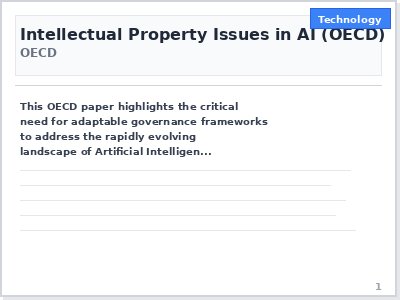 Technology
Intellectual Property Issues in AI (OECD)
OECD
This OECD paper highlights the critical
need for adaptable governance frameworks
to address the rapidly evolving
landscape of Artificial Intelligen...
1